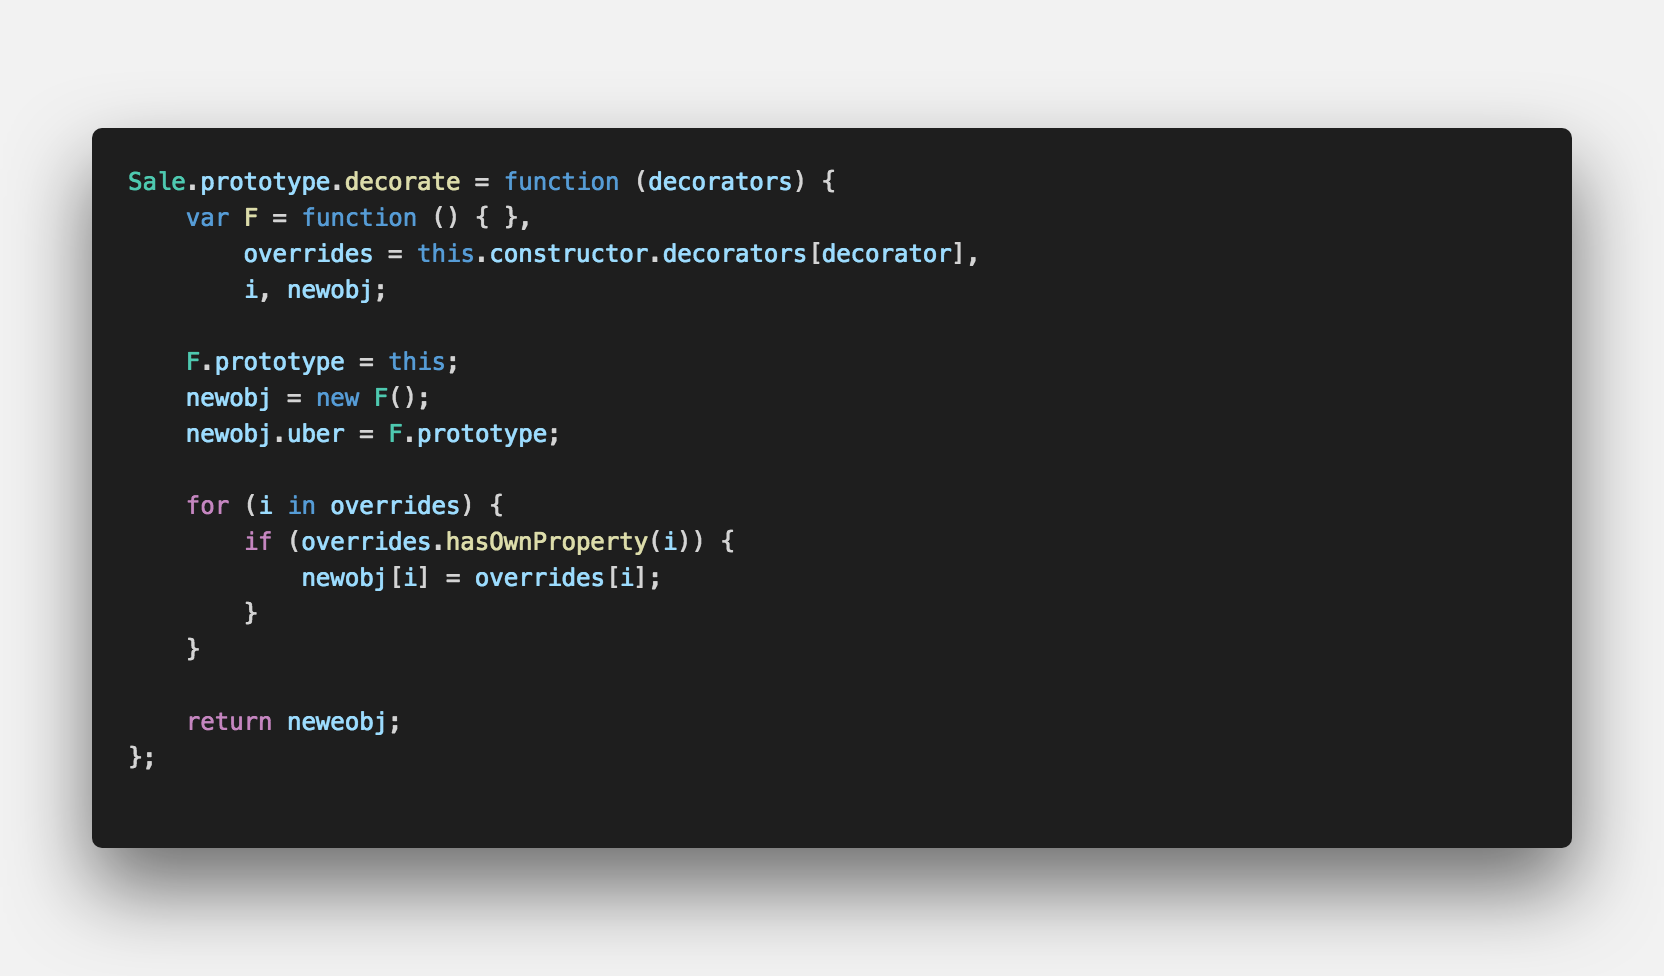 Sale.prototype.decorate = function (decorators) {
    var F = function () { },
        overrides = this.constructor.decorators[decorator],
        i, newobj;

    F.prototype = this;
    newobj = new F();
    newobj.uber = F.prototype;

    for (i in overrides) {
        if (overrides.hasOwnProperty(i)) {
            newobj[i] = overrides[i];
        }
    }

    return neweobj;
};